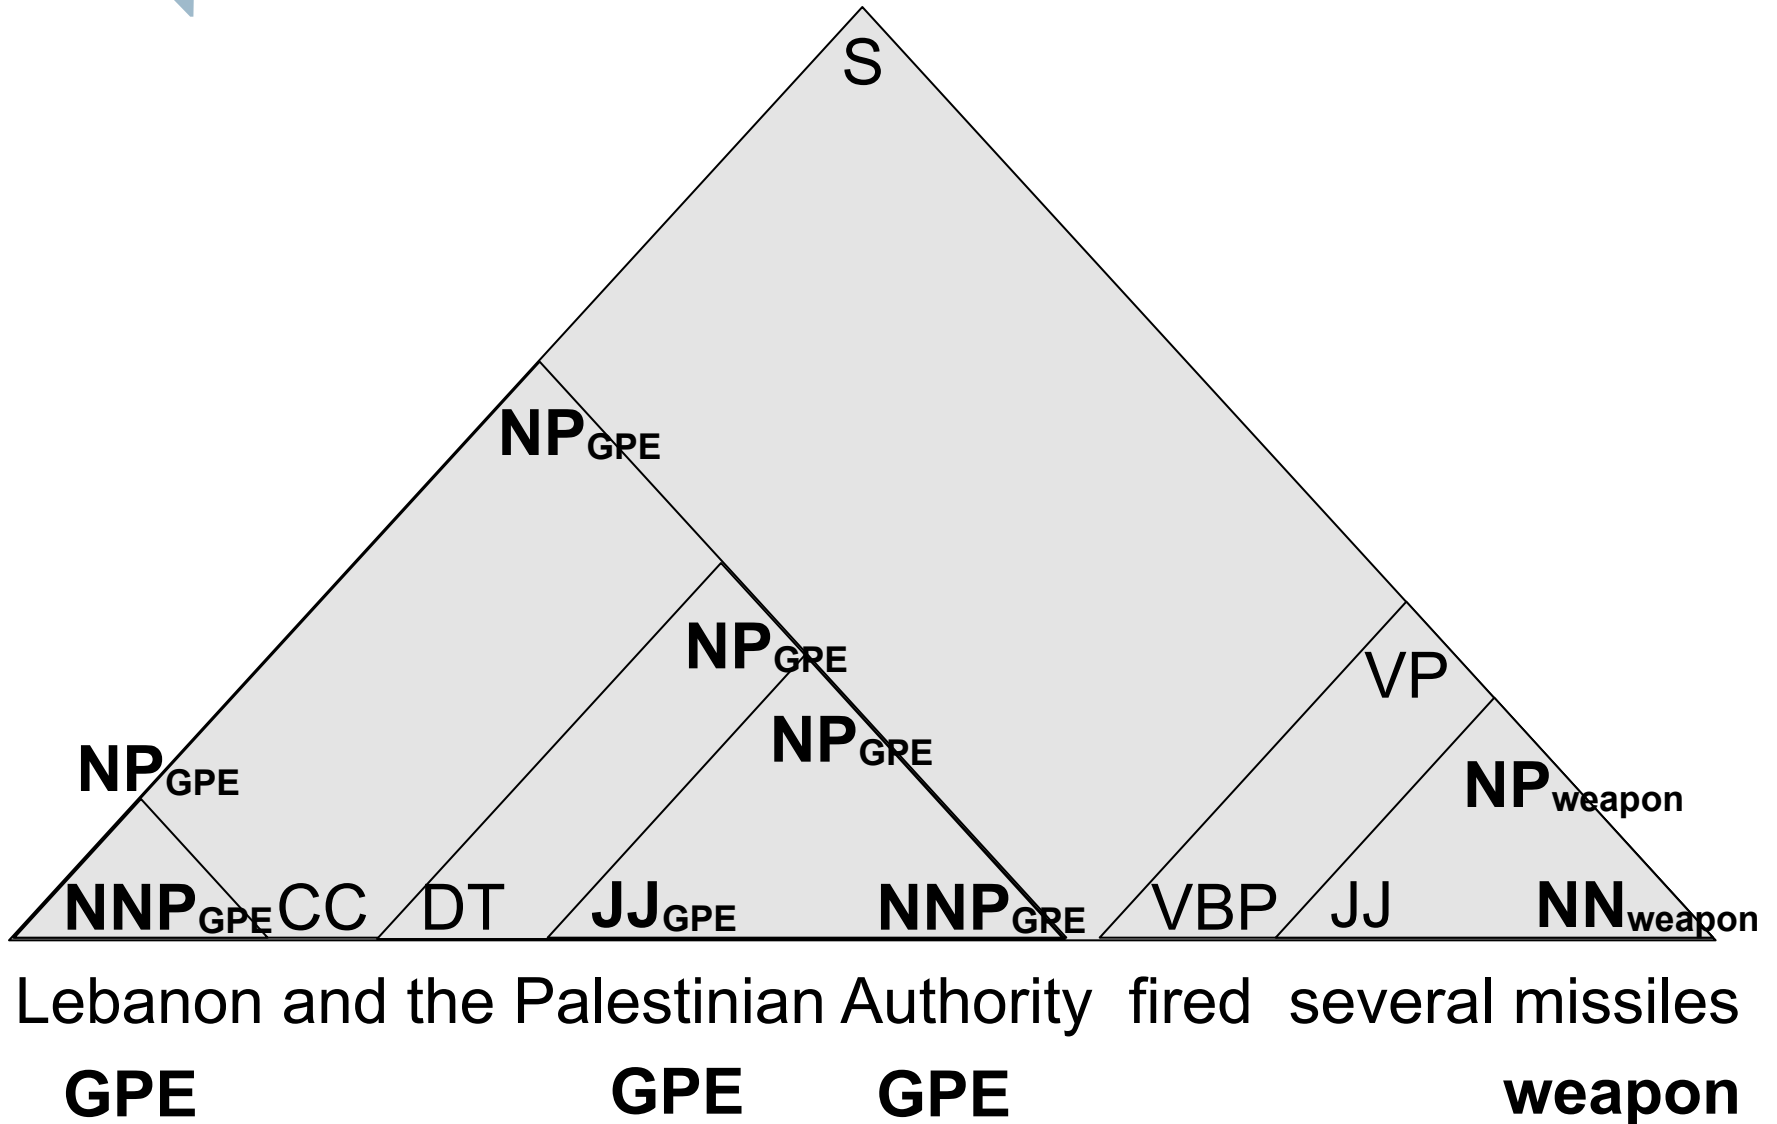 S
NPGPE
NPGPE
VP
NPGPE
NPGPE
NPweapon
NNPGPE CC DT JJGPE NNPGPE VBP JJ NNweapon
Lebanon and the Palestinian Authority fired several missiles
GPE GPE GPE weapon